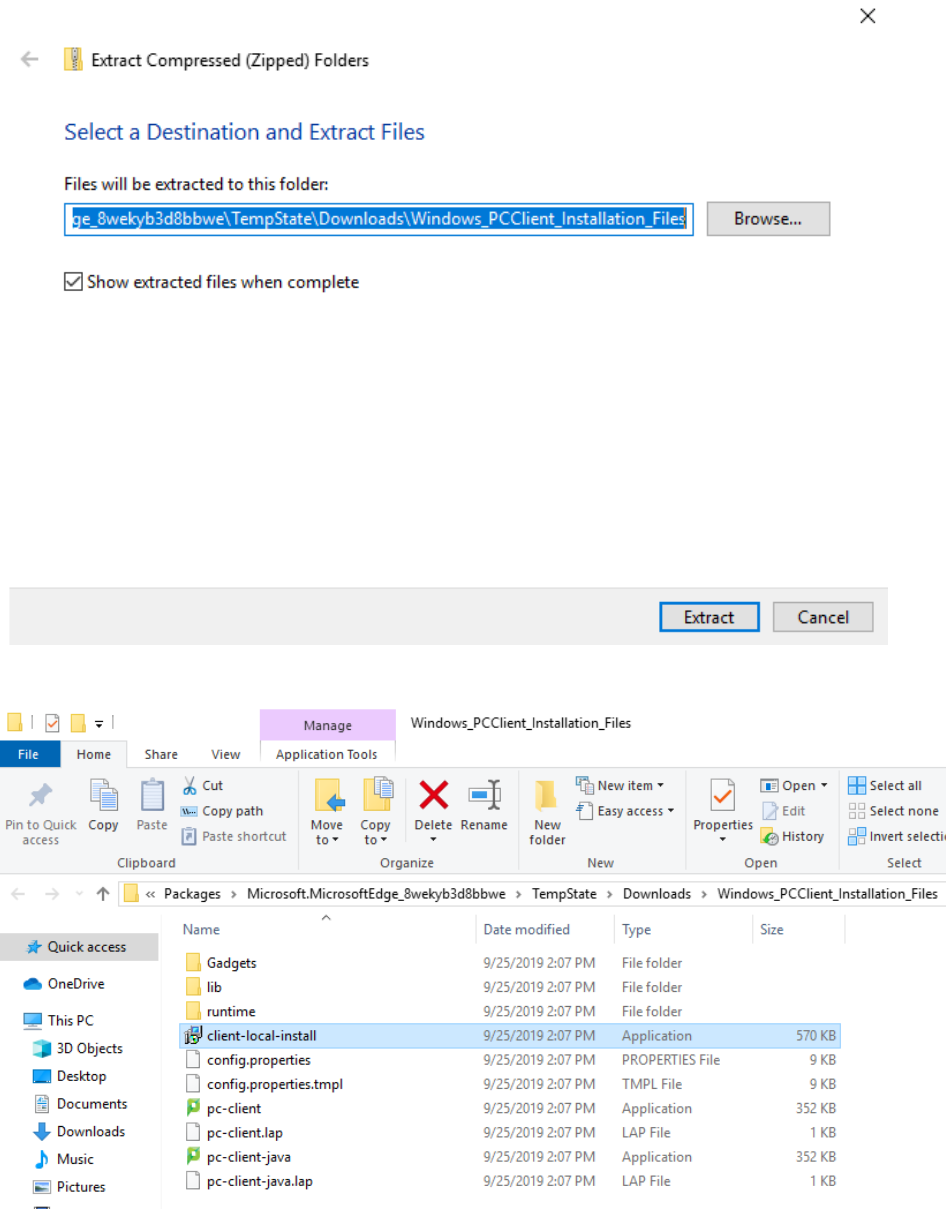 Extract Compressed (Zipped) Folders
Select a Destination and Extract Files
Files will be extracted to this folder:
ge_8wekyb3d8bbwe\TempState\Downloads\Windows_PCClient_Installation_Files
Browse...
Show extracted files when complete
Extract Cancel
Manage Windows_PCClient_Installation_Files
File Home Share View Application Tools
Pin to Quick access
Copy
Paste
Cut
Copy path
Paste shortcut
Move to
Copy to
Delete
Rename
New folder
New item
Easy access
Properties
Open
Edit
History
Select all
Select none
Invert selectio
Clipboard Organize New Open Select
« Packages > Microsoft.MicrosoftEdge_8wekyb3d8bbwe > TempState > Downloads > Windows_PCClient_Installation_Files
Quick access
OneDrive
This PC
3D Objects
Desktop
Documents
Downloads
Music
Pictures
Name Date modified Type Size
Gadgets 9/25/2019 2:07 PM File folder
lib 9/25/2019 2:07 PM File folder
runtime 9/25/2019 2:07 PM File folder
client-local-install 9/25/2019 2:07 PM Application 570 KB
config.properties 9/25/2019 2:07 PM PROPERTIES File 9 KB
config.properties.tmpl 9/25/2019 2:07 PM TMPL File 9 KB
pc-client 9/25/2019 2:07 PM Application 352 KB
pc-client.lap 9/25/2019 2:07 PM LAP File 1 KB
pc-client-java 9/25/2019 2:07 PM Application 352 KB
pc-client-java.lap 9/25/2019 2:07 PM LAP File 1 KB